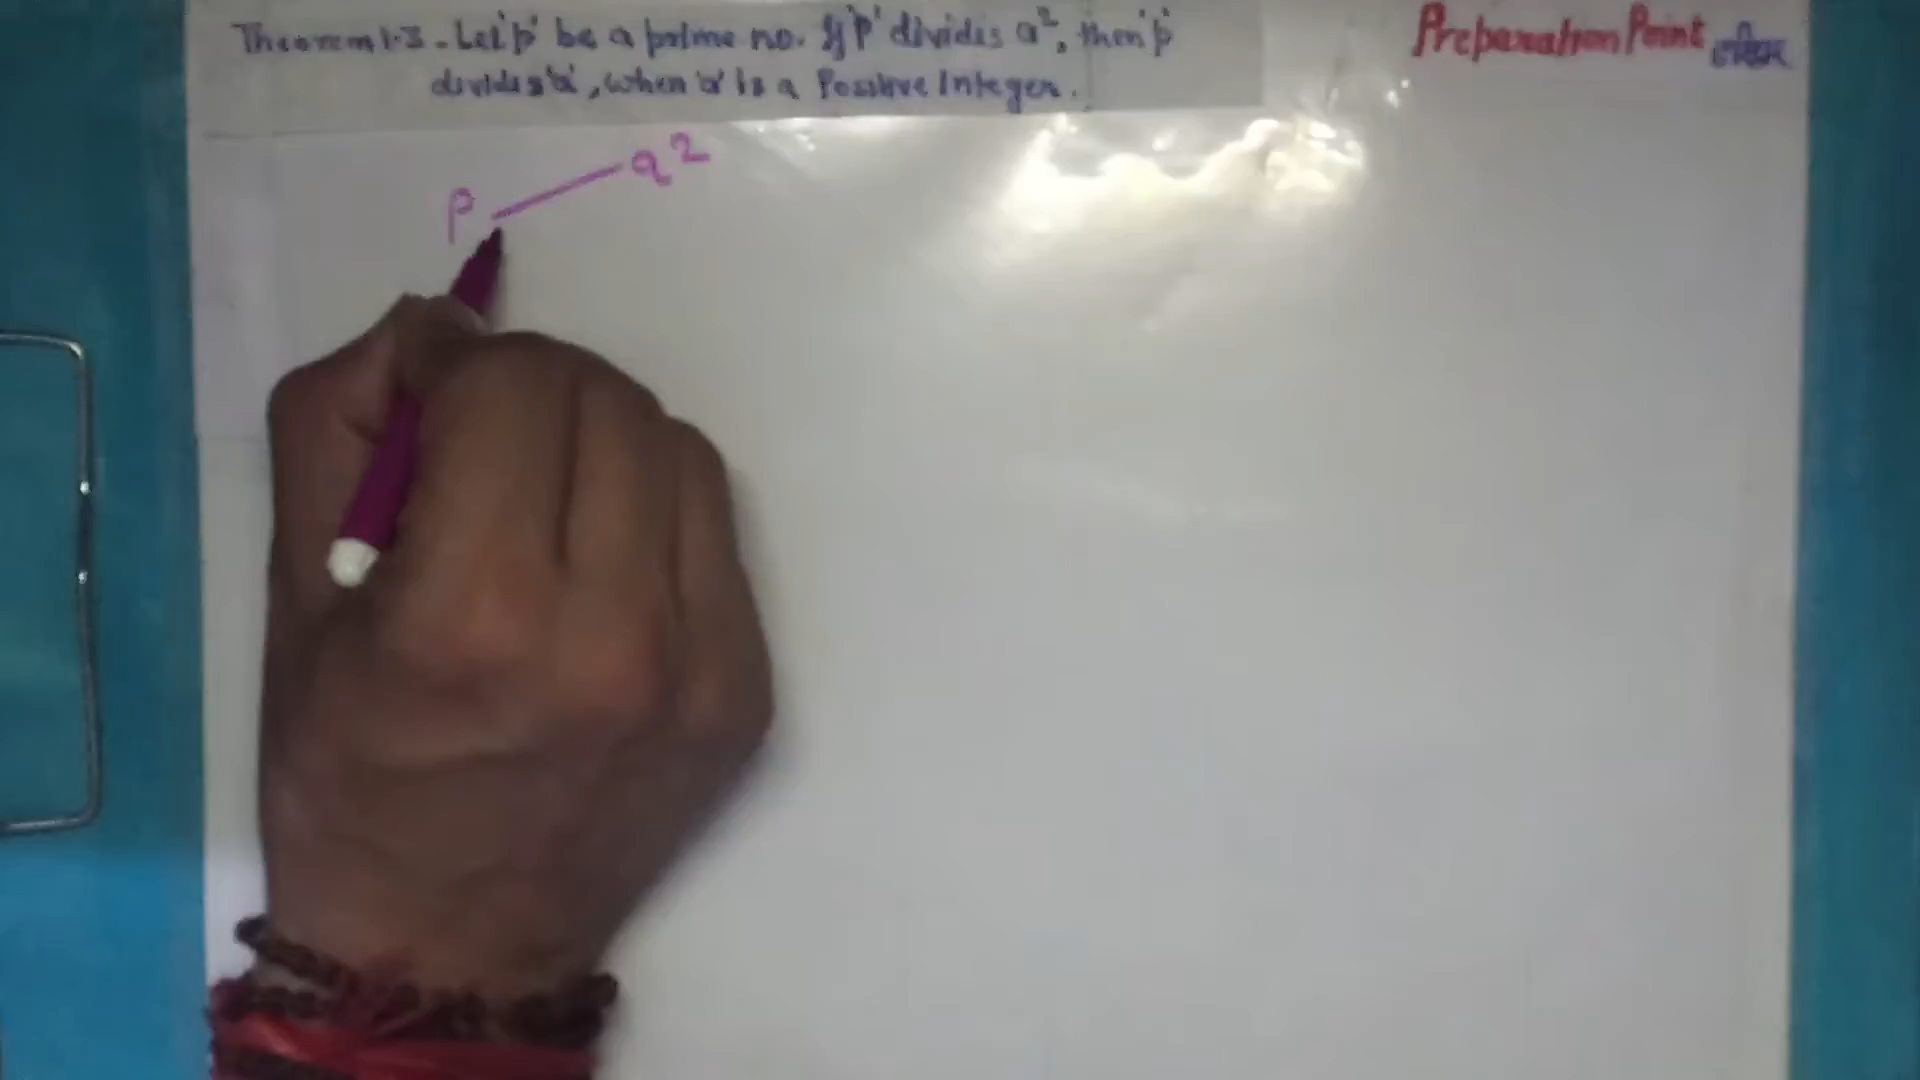 Theorem 1.3 - Let 'p' be a prime no. If 'p' divides a², then 'p'
divides 'a', when 'a' is a Positive Integer.
Preparation Point
p — a²